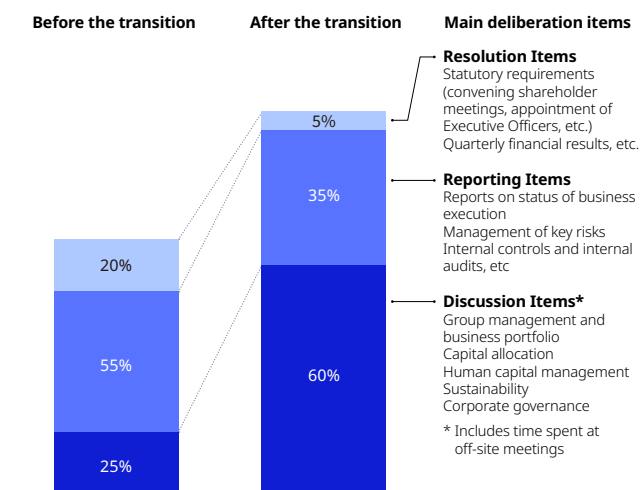 Before the transition
After the transition
Main deliberation items
Resolution Items
Statutory requirements
(convening shareholder
meetings, appointment of
Executive Officers, etc.)
Quarterly financial results, etc.
5%
Reporting Items
Reports on status of business
execution
Management of key risks
Internal controls and internal
audits, etc
35%
20%
Discussion Items*
Group management and
business portfolio
Capital allocation
Human capital management
Sustainability
Corporate governance
* Includes time spent at
off-site meetings
55%
60%
25%